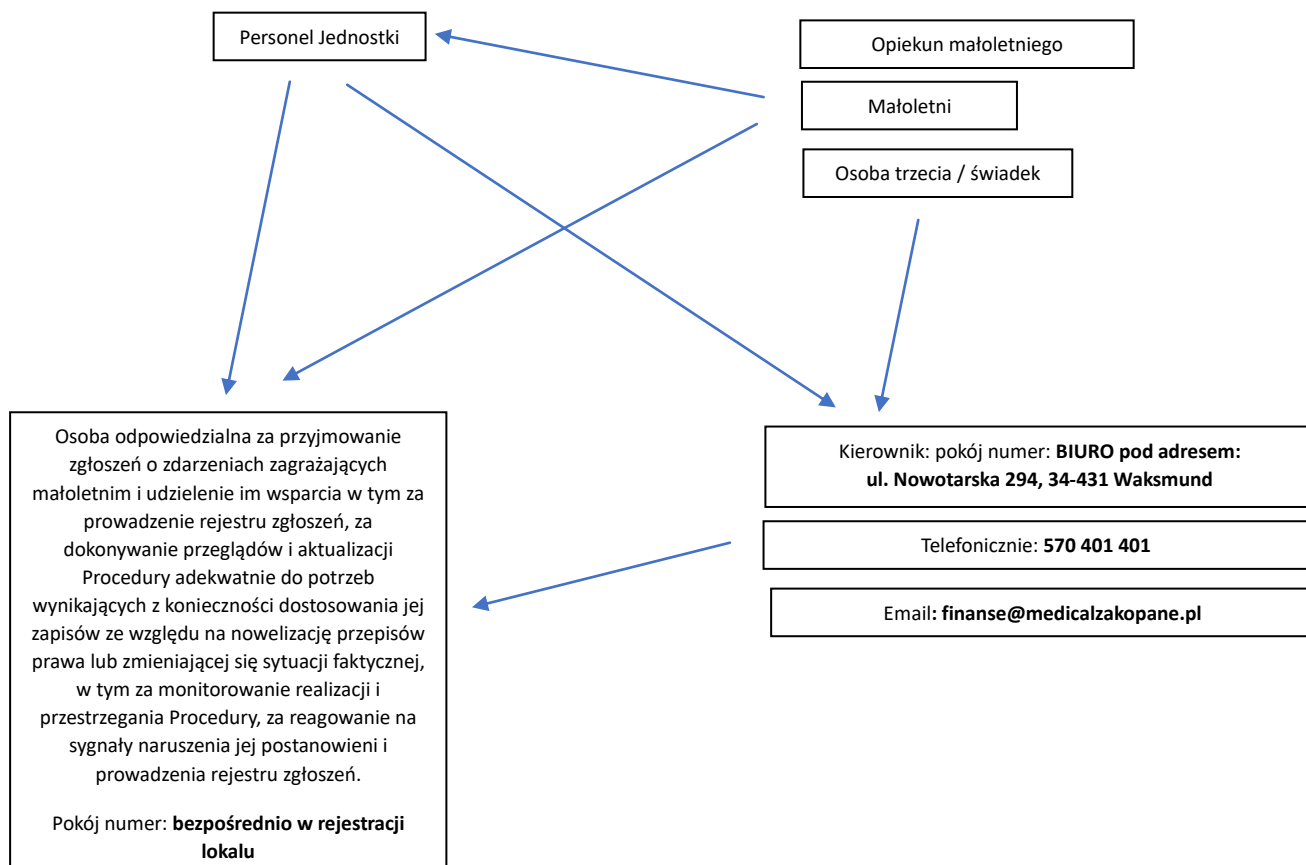 Personel Jednostki
Opiekun małoletniego
Małoletni
Osoba trzecia / świadek
Osoba odpowiedzialna za przyjmowanie
zgłoszeń o zdarzeniach zagrażających
małoletnim i udzielenie im wsparcia w tym za
prowadzenie rejestru zgłoszeń, za
dokonywanie przeglądów i aktualizacji
Procedury adekwatnie do potrzeb
wynikających z konieczności dostosowania jej
zapisów ze względu na nowelizację przepisów
prawa lub zmieniającej się sytuacji faktycznej,
w tym za monitorowanie realizacji i
przestrzegania Procedury, za reagowanie na
sygnały naruszenia jej postanowieni i
prowadzenia rejestru zgłoszeń.
Pokój numer: bezpośrednio w rejestracji
lokalu
Kierownik: pokój numer: BIURO pod adresem:
ul. Nowotarska 294, 34-431 Waksmund
Telefonicznie: 570 401 401
Email: finanse@medicalzakopane.pl